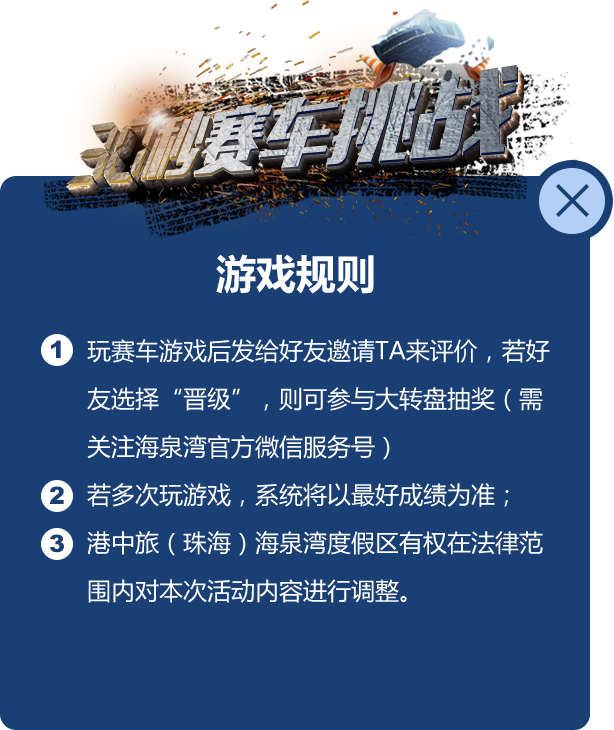 秒赛车挑战
游戏规则
1 玩赛车游戏后发给好友邀请TA来评价，若好
友选择“晋级”，则可参与大转盘抽奖（需
关注海泉湾官方微信服务号）
2 若多次玩游戏，系统将以最好成绩为准；
3 港中旅（珠海）海泉湾度假区有权在法律范
围内对本次活动内容进行调整。